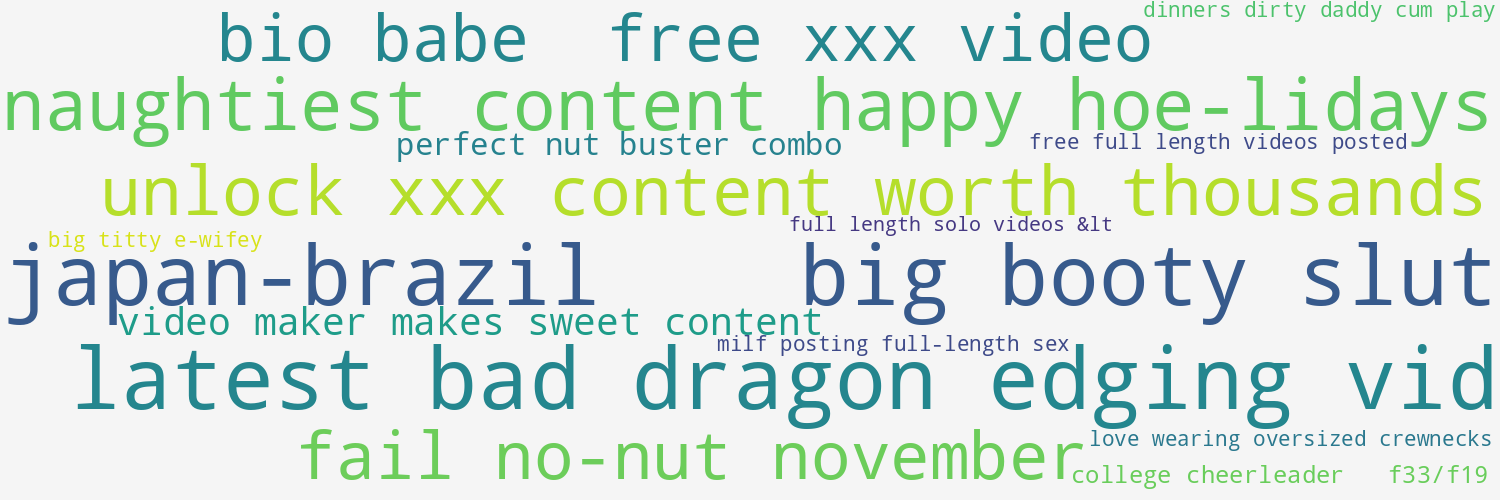 dinners dirty daddy cum play
bio babe free xxx video
naughtiest content happy hoe-lidays
perfect nut buster combo
free full length videos posted
unlock xxx content worth thousands
full length solo videos &lt
big titty e-wifey
japan-brazil
big booty slut
video maker makes sweet content
milf posting full-length sex
latest bad dragon edging vid
fail no-nut november
love wearing oversized crewnecks
college cheerleader
f33/f19